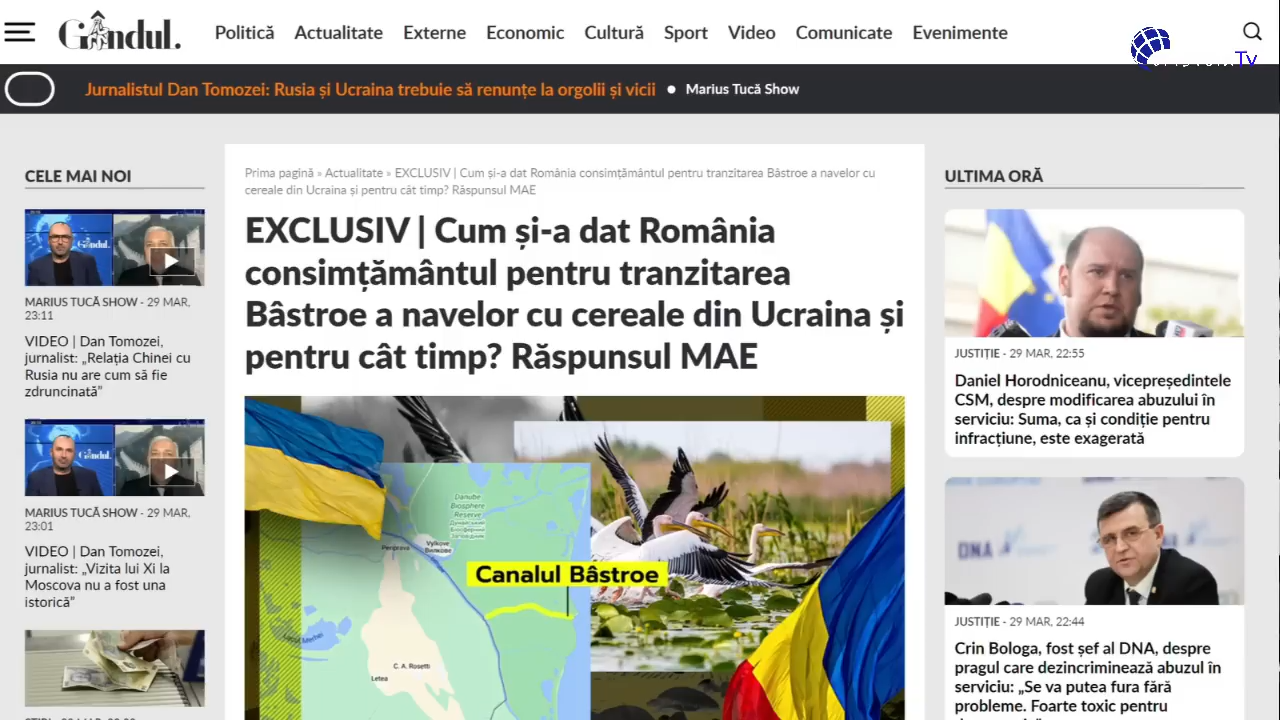 Gândul.
Politică Actualitate Externe Economic Cultură Sport Video Comunicate Evenimente
Tv
Jurnalistul Dan Tomozei: Rusia și Ucraina trebuie să renunțe la orgolii și vicii ● Marius Tucă Show
CELE MAI NOI
Gândul.
MARIUS TUCĂ SHOW - 29 MAR,
23:11
VIDEO | Dan Tomozei,
jurnalist: „Relația Chinei cu
Rusia nu are cum să fie
zdruncinată”
Gândul.
MARIUS TUCĂ SHOW - 29 MAR,
23:01
VIDEO | Dan Tomozei,
jurnalist: „Vizita lui Xi la
Moscova nu a fost una
istorică”
Prima pagină » Actualitate » EXCLUSIV | Cum și-a dat România consimțământul pentru tranzitarea Bâstroe a navelor cu
cereale din Ucraina și pentru cât timp? Răspunsul MAE
EXCLUSIV | Cum și-a dat România
consimțământul pentru tranzitarea
Bâstroe a navelor cu cereale din Ucraina și
pentru cât timp? Răspunsul MAE
Danube
Biosphere
Reserve
Periprava
Vylkove
Вилкове
Canalul Bâstroe
Lacul Merhei
C. A. Rosetti
Letea
ULTIMA ORĂ
JUSTIȚIE - 29 MAR, 22:55
Daniel Horodniceanu, vicepreședintele
CSM, despre modificarea abuzului în
serviciu: Suma, ca și condiție pentru
infracțiune, este exagerată
DNA
JUSTIȚIE - 29 MAR, 22:44
Crin Bologa, fost șef al DNA, despre
pragul care dezincriminează abuzul în
serviciu: „Se va putea fura fără
probleme. Foarte toxic pentru